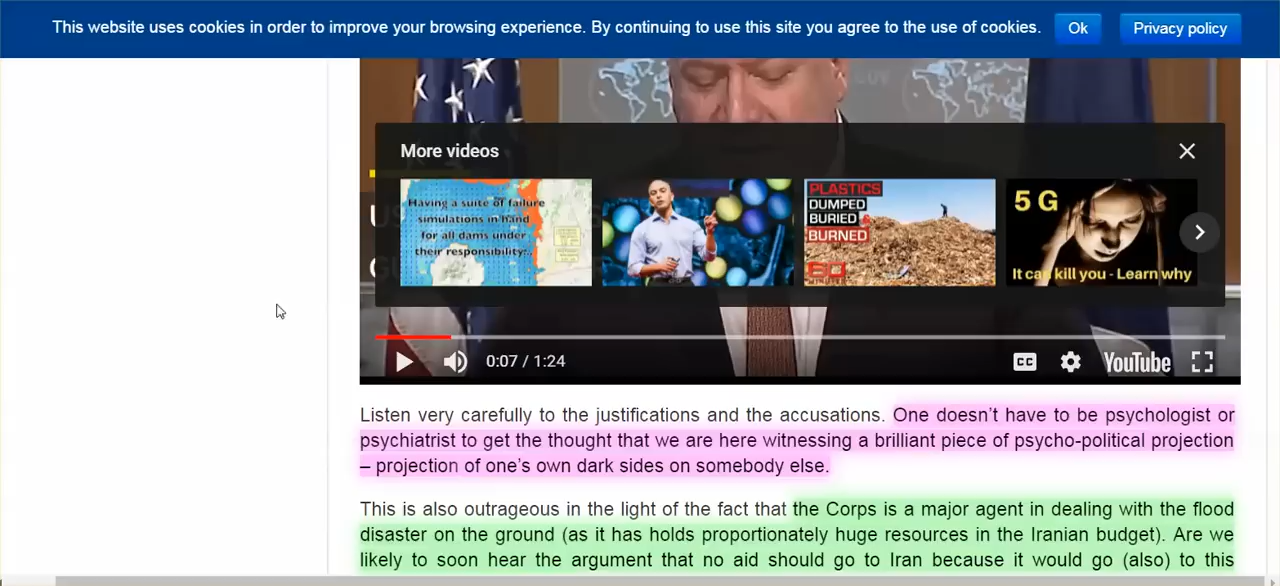 This website uses cookies in order to improve your browsing experience. By continuing to use this site you agree to the use of cookies.
Ok
Privacy policy
More videos
Having a suite of failure
simulations in hand
for all dams under
their responsibility:
PLASTICS
DUMPED
BURIED &
BURNED
60
MINUTES
5 G
It can kill you - Learn why
0:07 / 1:24
CC
YouTube
Listen very carefully to the justifications and the accusations. One doesn’t have to be psychologist or
psychiatrist to get the thought that we are here witnessing a brilliant piece of psycho-political projection
– projection of one’s own dark sides on somebody else.
This is also outrageous in the light of the fact that the Corps is a major agent in dealing with the flood
disaster on the ground (as it has holds proportionately huge resources in the Iranian budget). Are we
likely to soon hear the argument that no aid should go to Iran because it would go (also) to this